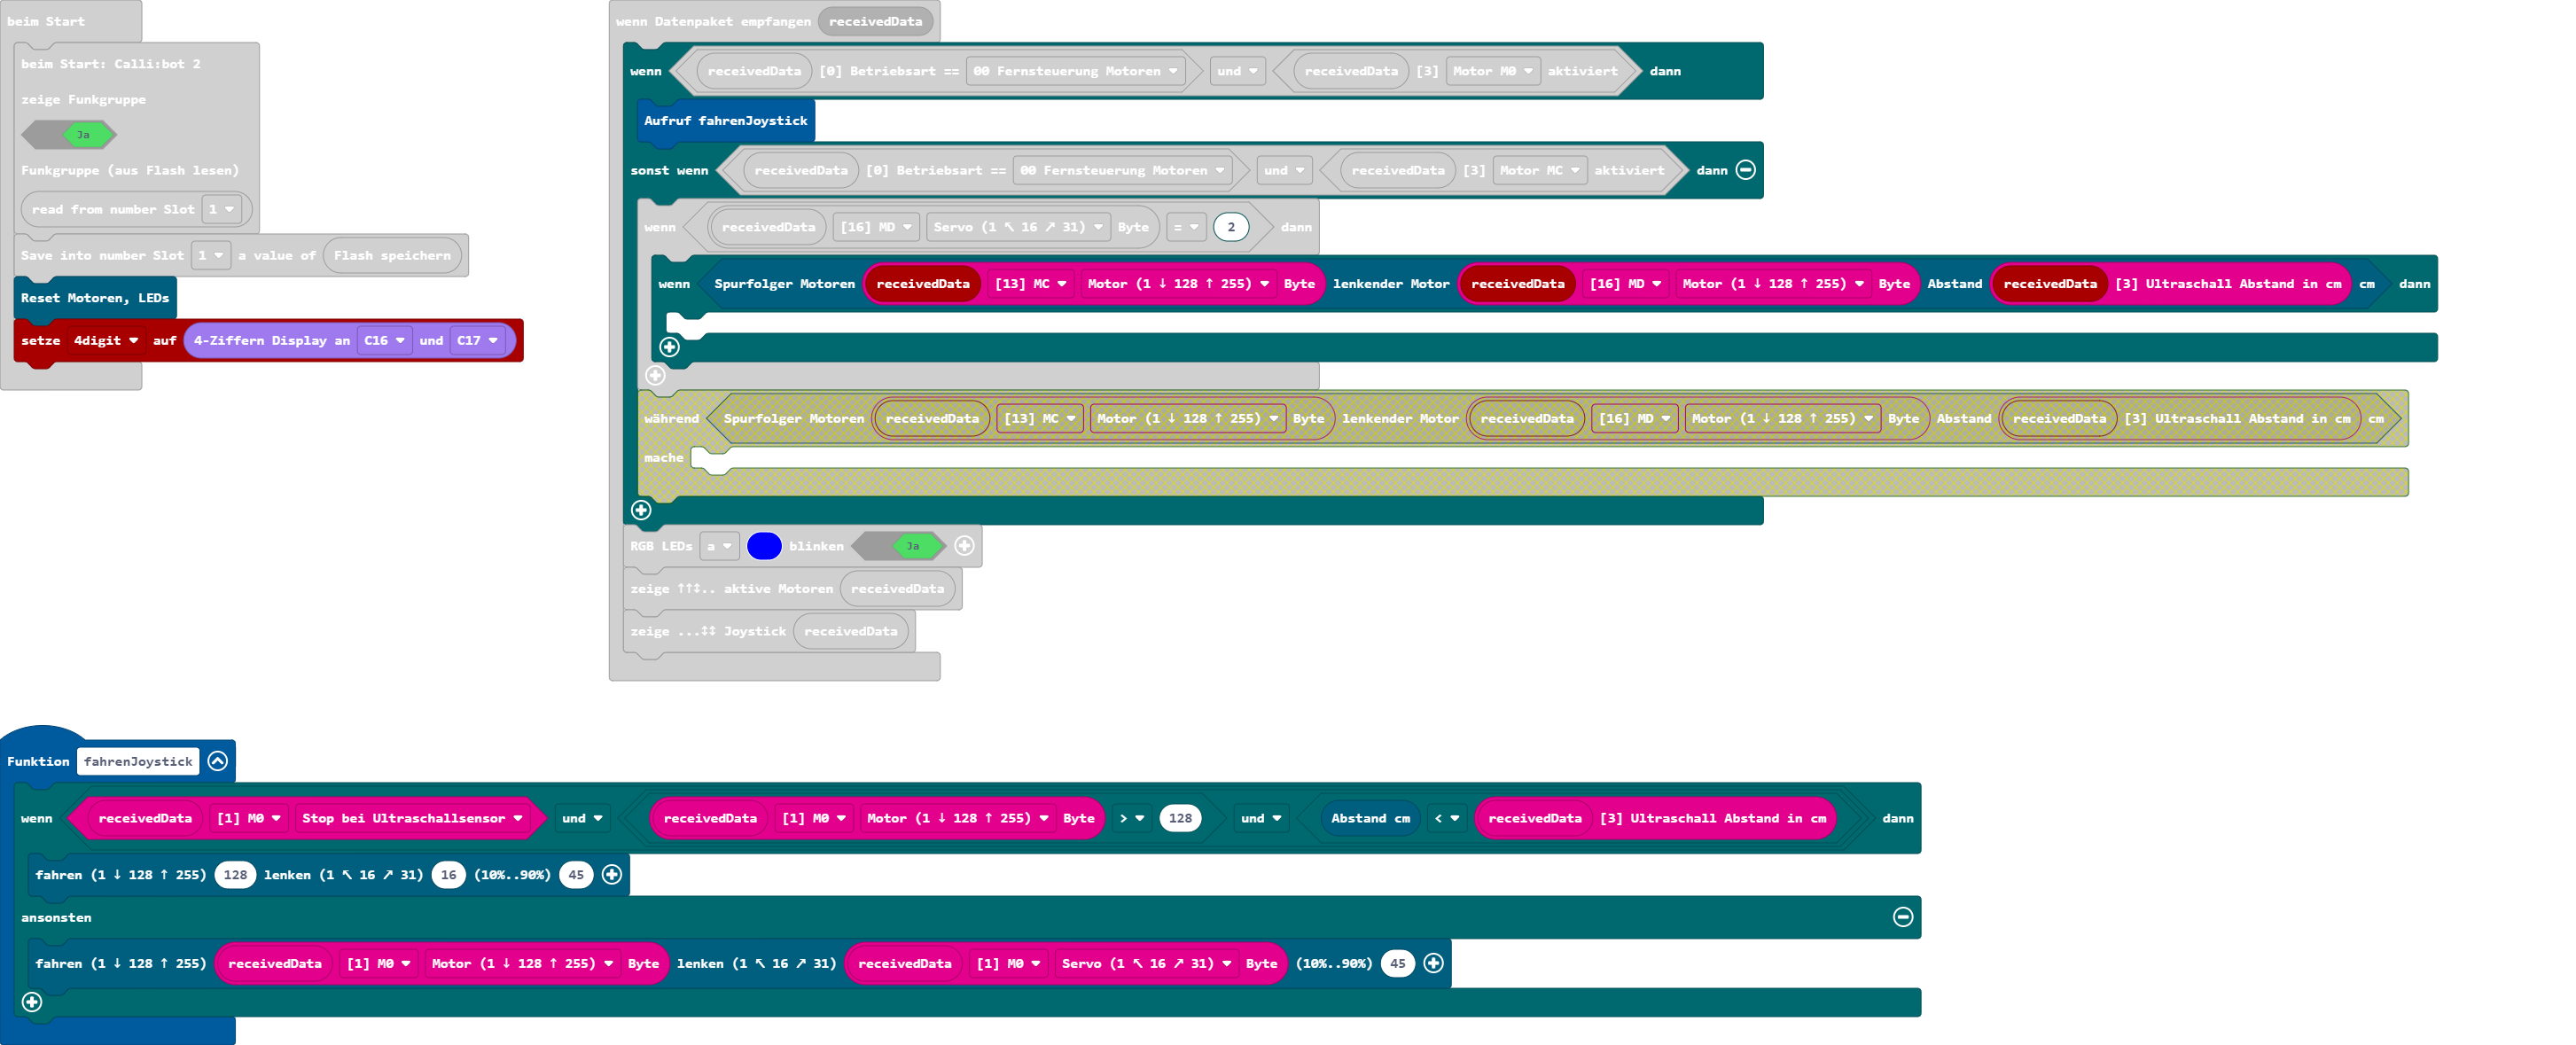 beim Start
beim Start: Calli:bot 2
zeige Funkgruppe
Ja
Funkgruppe (aus Flash lesen)
read from number Slot 1
Save into number Slot 1 a value of Flash speichern
Reset Motoren, LEDs
setze 4digit auf 4-Ziffern Display an C16 und C17
wenn Datenpaket empfangen receivedData
wenn receivedData [0] Betriebsart == 00 Fernsteuerung Motoren und receivedData [3] Motor M0 aktiviert dann
Aufruf fahrenJoystick
sonst wenn receivedData [0] Betriebsart == 00 Fernsteuerung Motoren und receivedData [3] Motor MC aktiviert dann
wenn receivedData [16] MD Servo (1 ↖ 16 ↗ 31) Byte = 2 dann
wenn Spurfolger Motoren receivedData [13] MC Motor (1 ↓ 128 ↑ 255) Byte lenkender Motor receivedData [16] MD Motor (1 ↓ 128 ↑ 255) Byte Abstand receivedData [3] Ultraschall Abstand in cm cm dann
während Spurfolger Motoren receivedData [13] MC Motor (1 ↓ 128 ↑ 255) Byte lenkender Motor receivedData [16] MD Motor (1 ↓ 128 ↑ 255) Byte Abstand receivedData [3] Ultraschall Abstand in cm cm
mache
RGB LEDs a blinken Ja
zeige ↑↑↕.. aktive Motoren receivedData
zeige ...↕↕ Joystick receivedData
Funktion fahrenJoystick
wenn receivedData [1] M0 Stop bei Ultraschallsensor und receivedData [1] M0 Motor (1 ↓ 128 ↑ 255) Byte > 128 und Abstand cm < receivedData [3] Ultraschall Abstand in cm dann
fahren (1 ↓ 128 ↑ 255) 128 lenken (1 ↖ 16 ↗ 31) 16 (10%..90%) 45
ansonsten
fahren (1 ↓ 128 ↑ 255) receivedData [1] M0 Motor (1 ↓ 128 ↑ 255) Byte lenken (1 ↖ 16 ↗ 31) receivedData [1] M0 Servo (1 ↖ 16 ↗ 31) Byte (10%..90%) 45